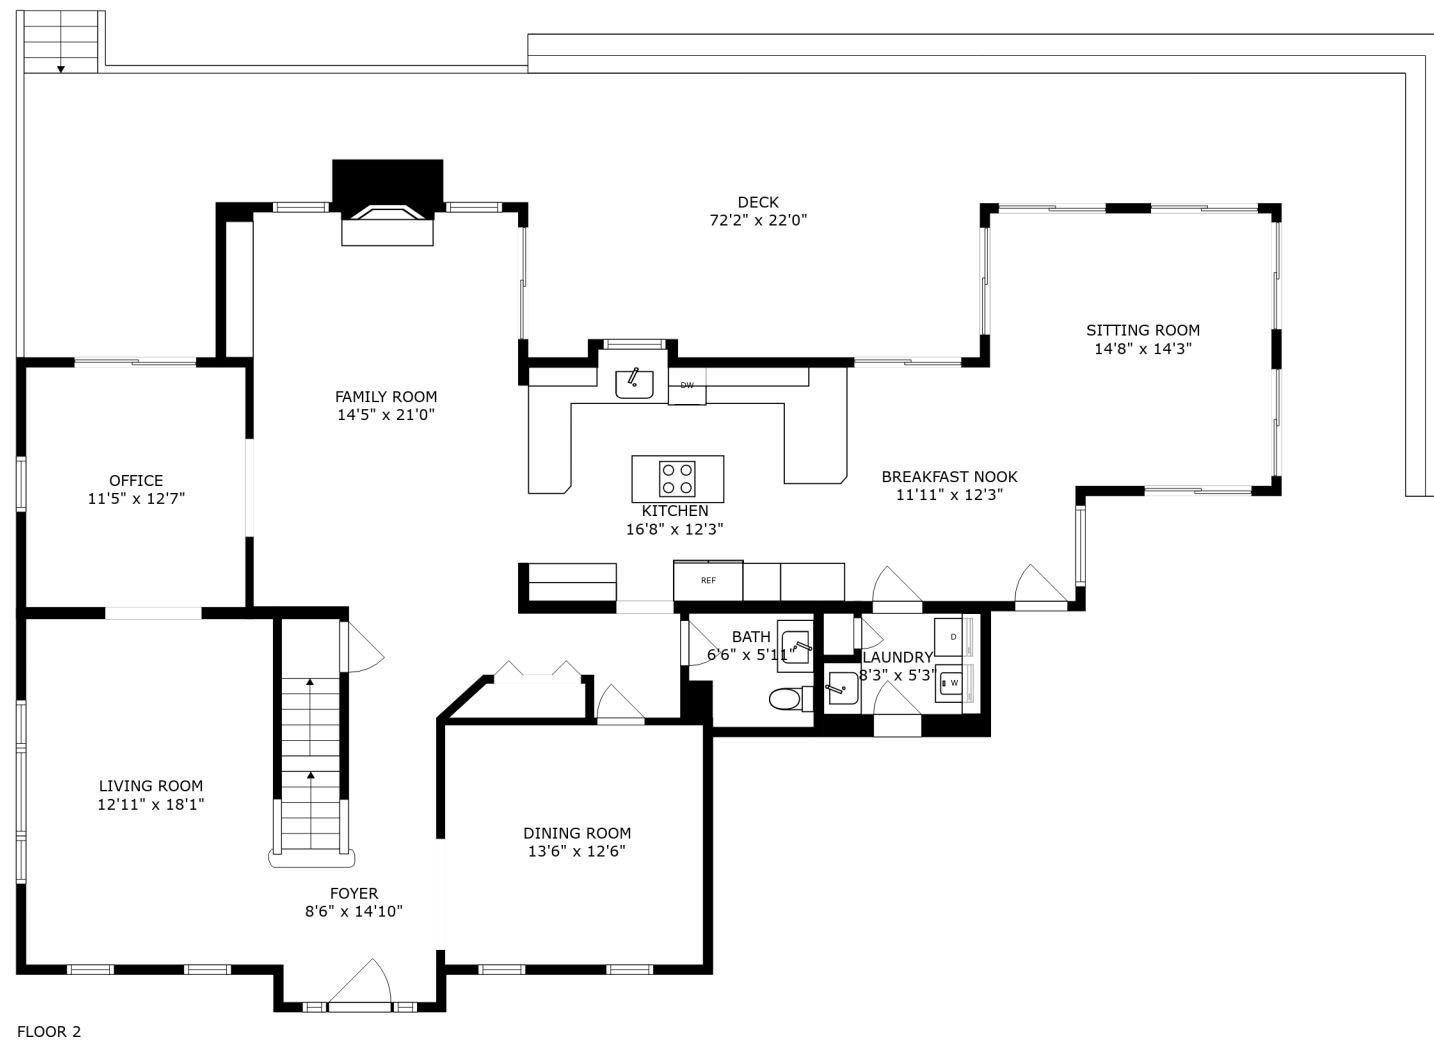 DECK
72'2" x 22'0"
SITTING ROOM
14'8" x 14'3"
FAMILY ROOM
14'5" x 21'0"
DW
OFFICE
11'5" x 12'7"
BREAKFAST NOOK
11'11" x 12'3"
KITCHEN
16'8" x 12'3"
REF
BATH
6'6" x 5'11"
D
LAUNDRY
8'3" x 5'3"
W
LIVING ROOM
12'11" x 18'1"
DINING ROOM
13'6" x 12'6"
FOYER
8'6" x 14'10"
FLOOR 2